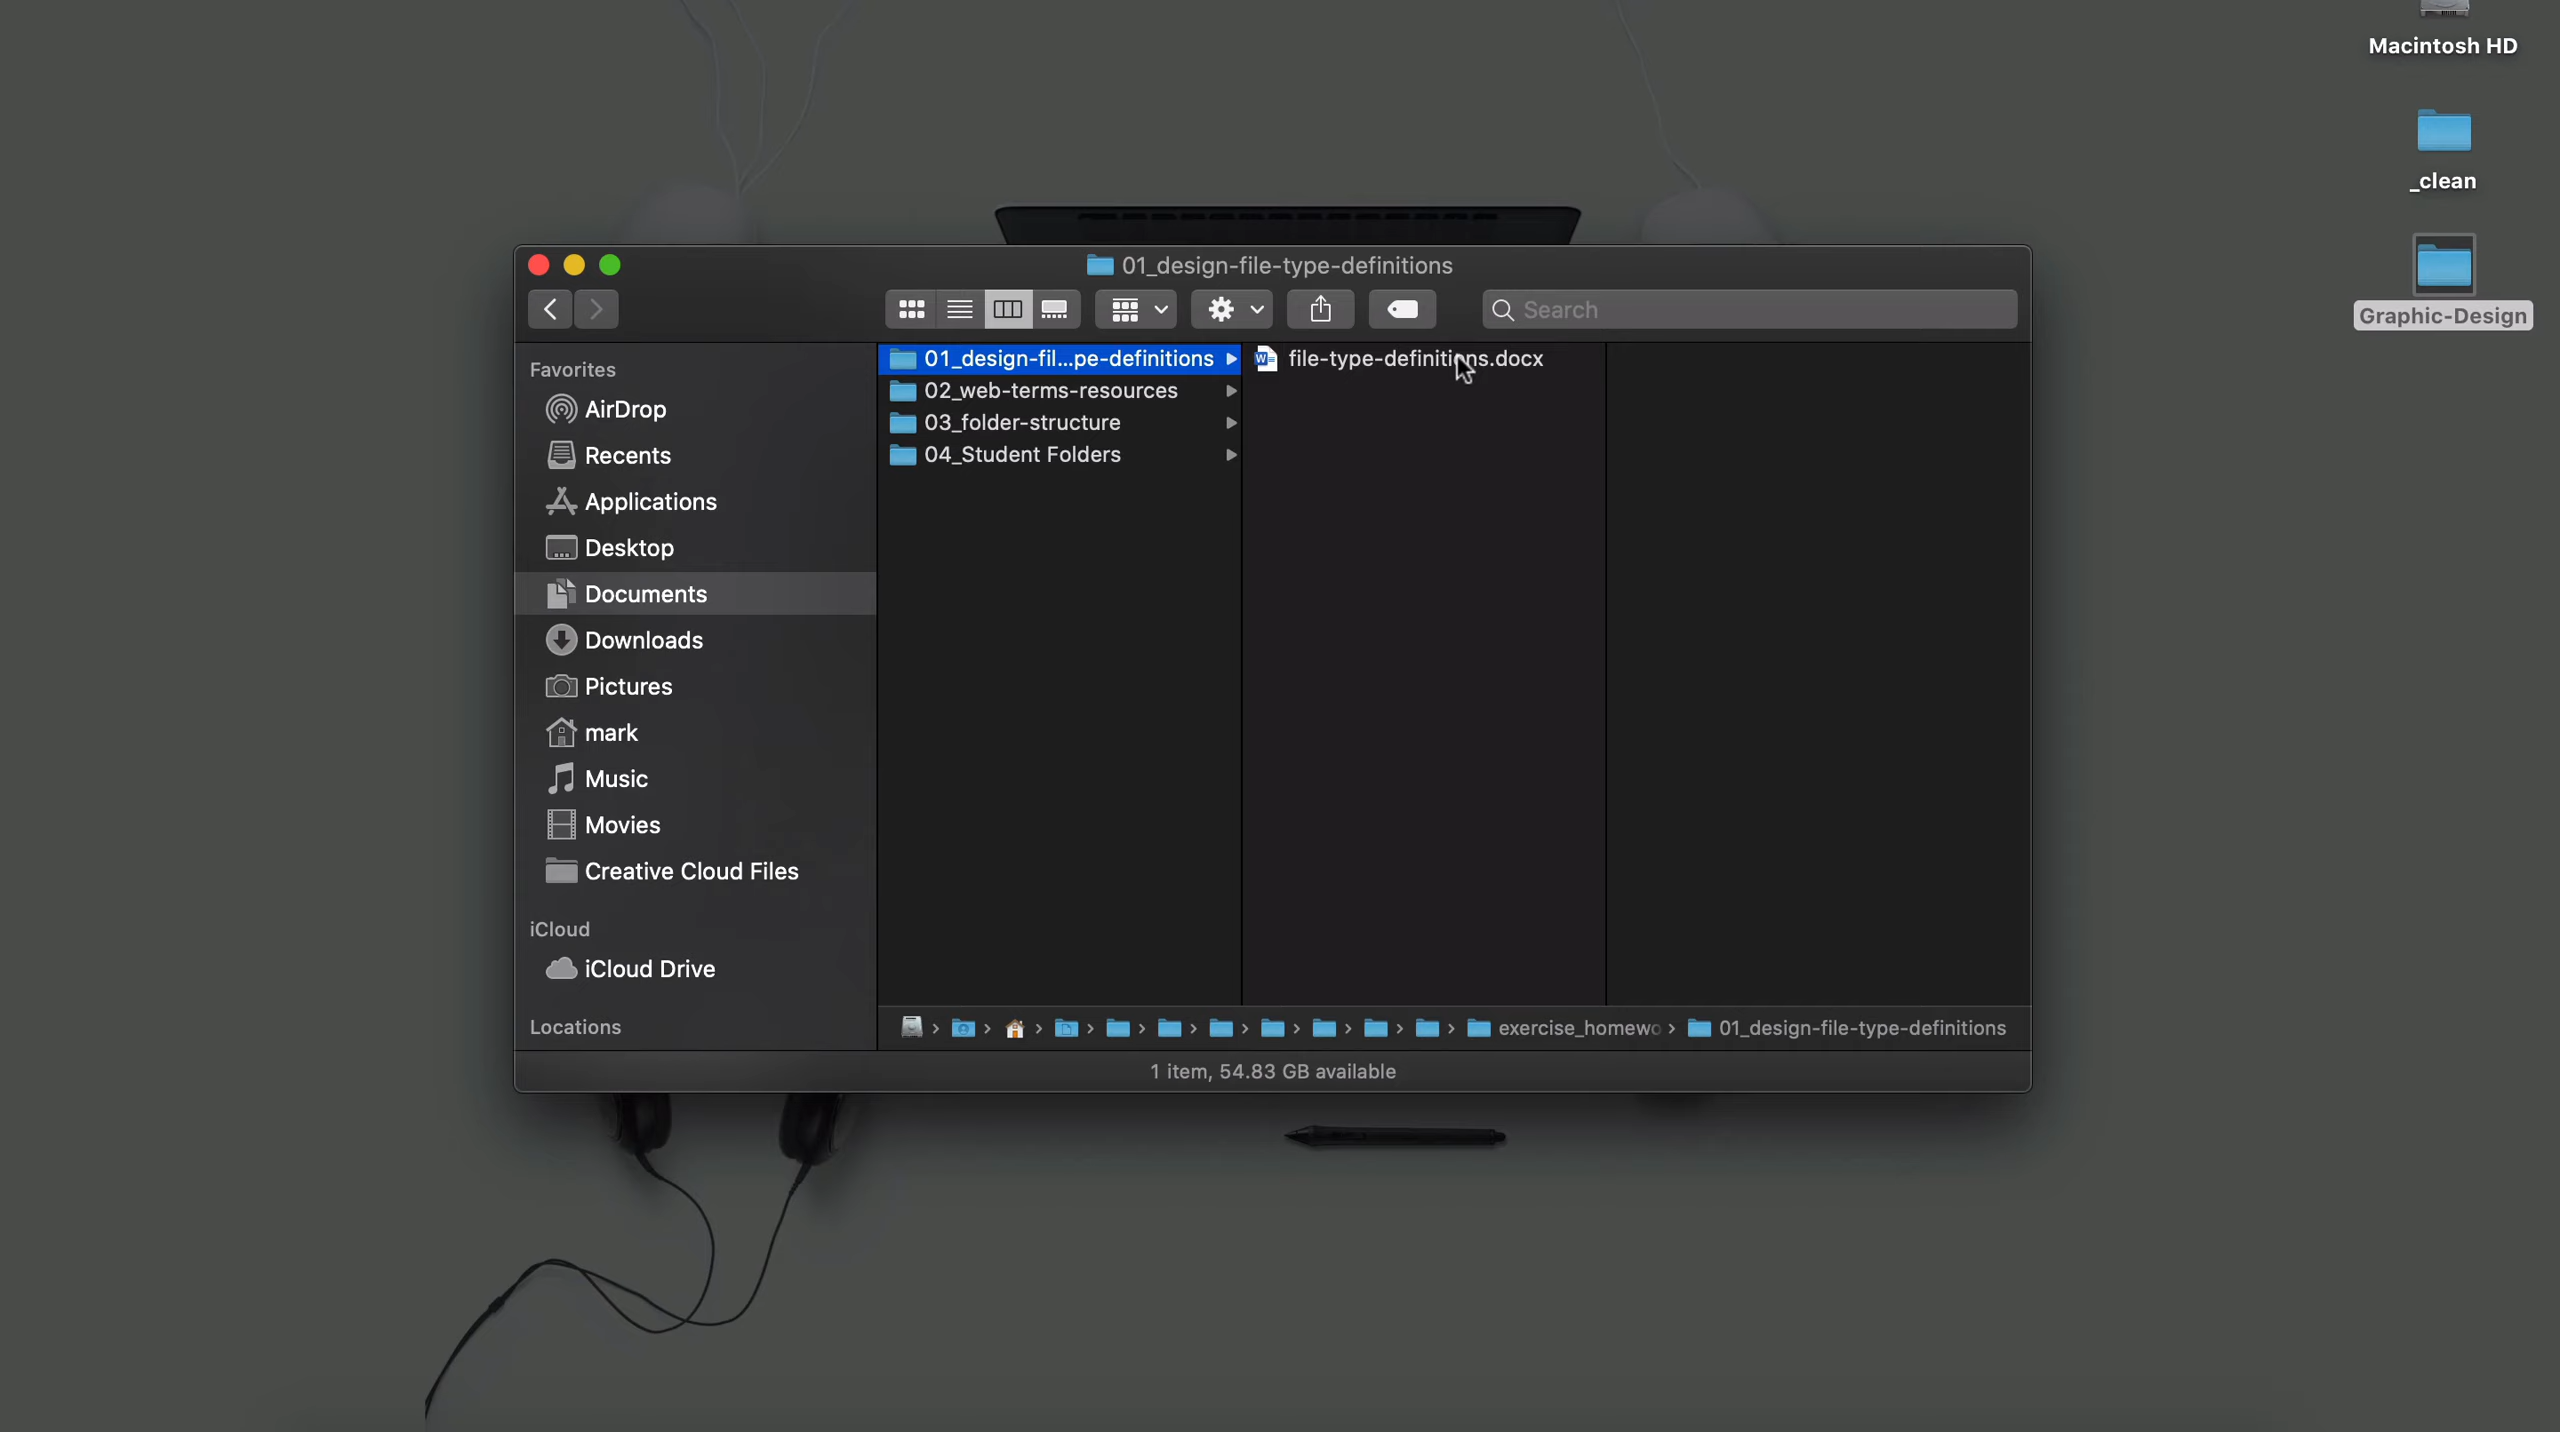 Macintosh HD
_clean
Graphic-Design
01_design-file-type-definitions
Search
Favorites
AirDrop
Recents
Applications
Desktop
Documents
Downloads
Pictures
mark
Music
Movies
Creative Cloud Files
iCloud
iCloud Drive
Locations
01_design-fil...pe-definitions
02_web-terms-resources
03_folder-structure
04_Student Folders
file-type-definitions.docx
exercise_homewo
01_design-file-type-definitions
1 item, 54.83 GB available